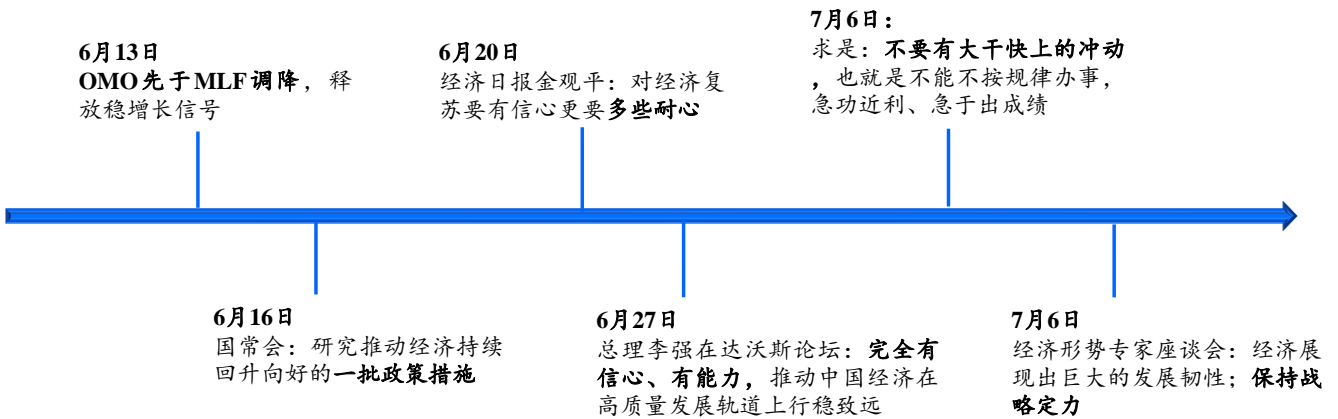 6月13日
OMO先于MLF调降，释
放稳增长信号
6月20日
经济日报金观平：对经济复
苏要有信心更要多些耐心
7月6日：
求是：不要有大干快上的冲动
，也就是不能不按规律办事，
急功近利、急于出成绩
6月16日
国常会：研究推动经济持续
回升向好的一批政策措施
6月27日
总理李强在达沃斯论坛：完全有
信心、有能力，推动中国经济在
高质量发展轨道上行稳致远
7月6日
经济形势专家座谈会：经济展
现出巨大的发展韧性；保持战
略定力